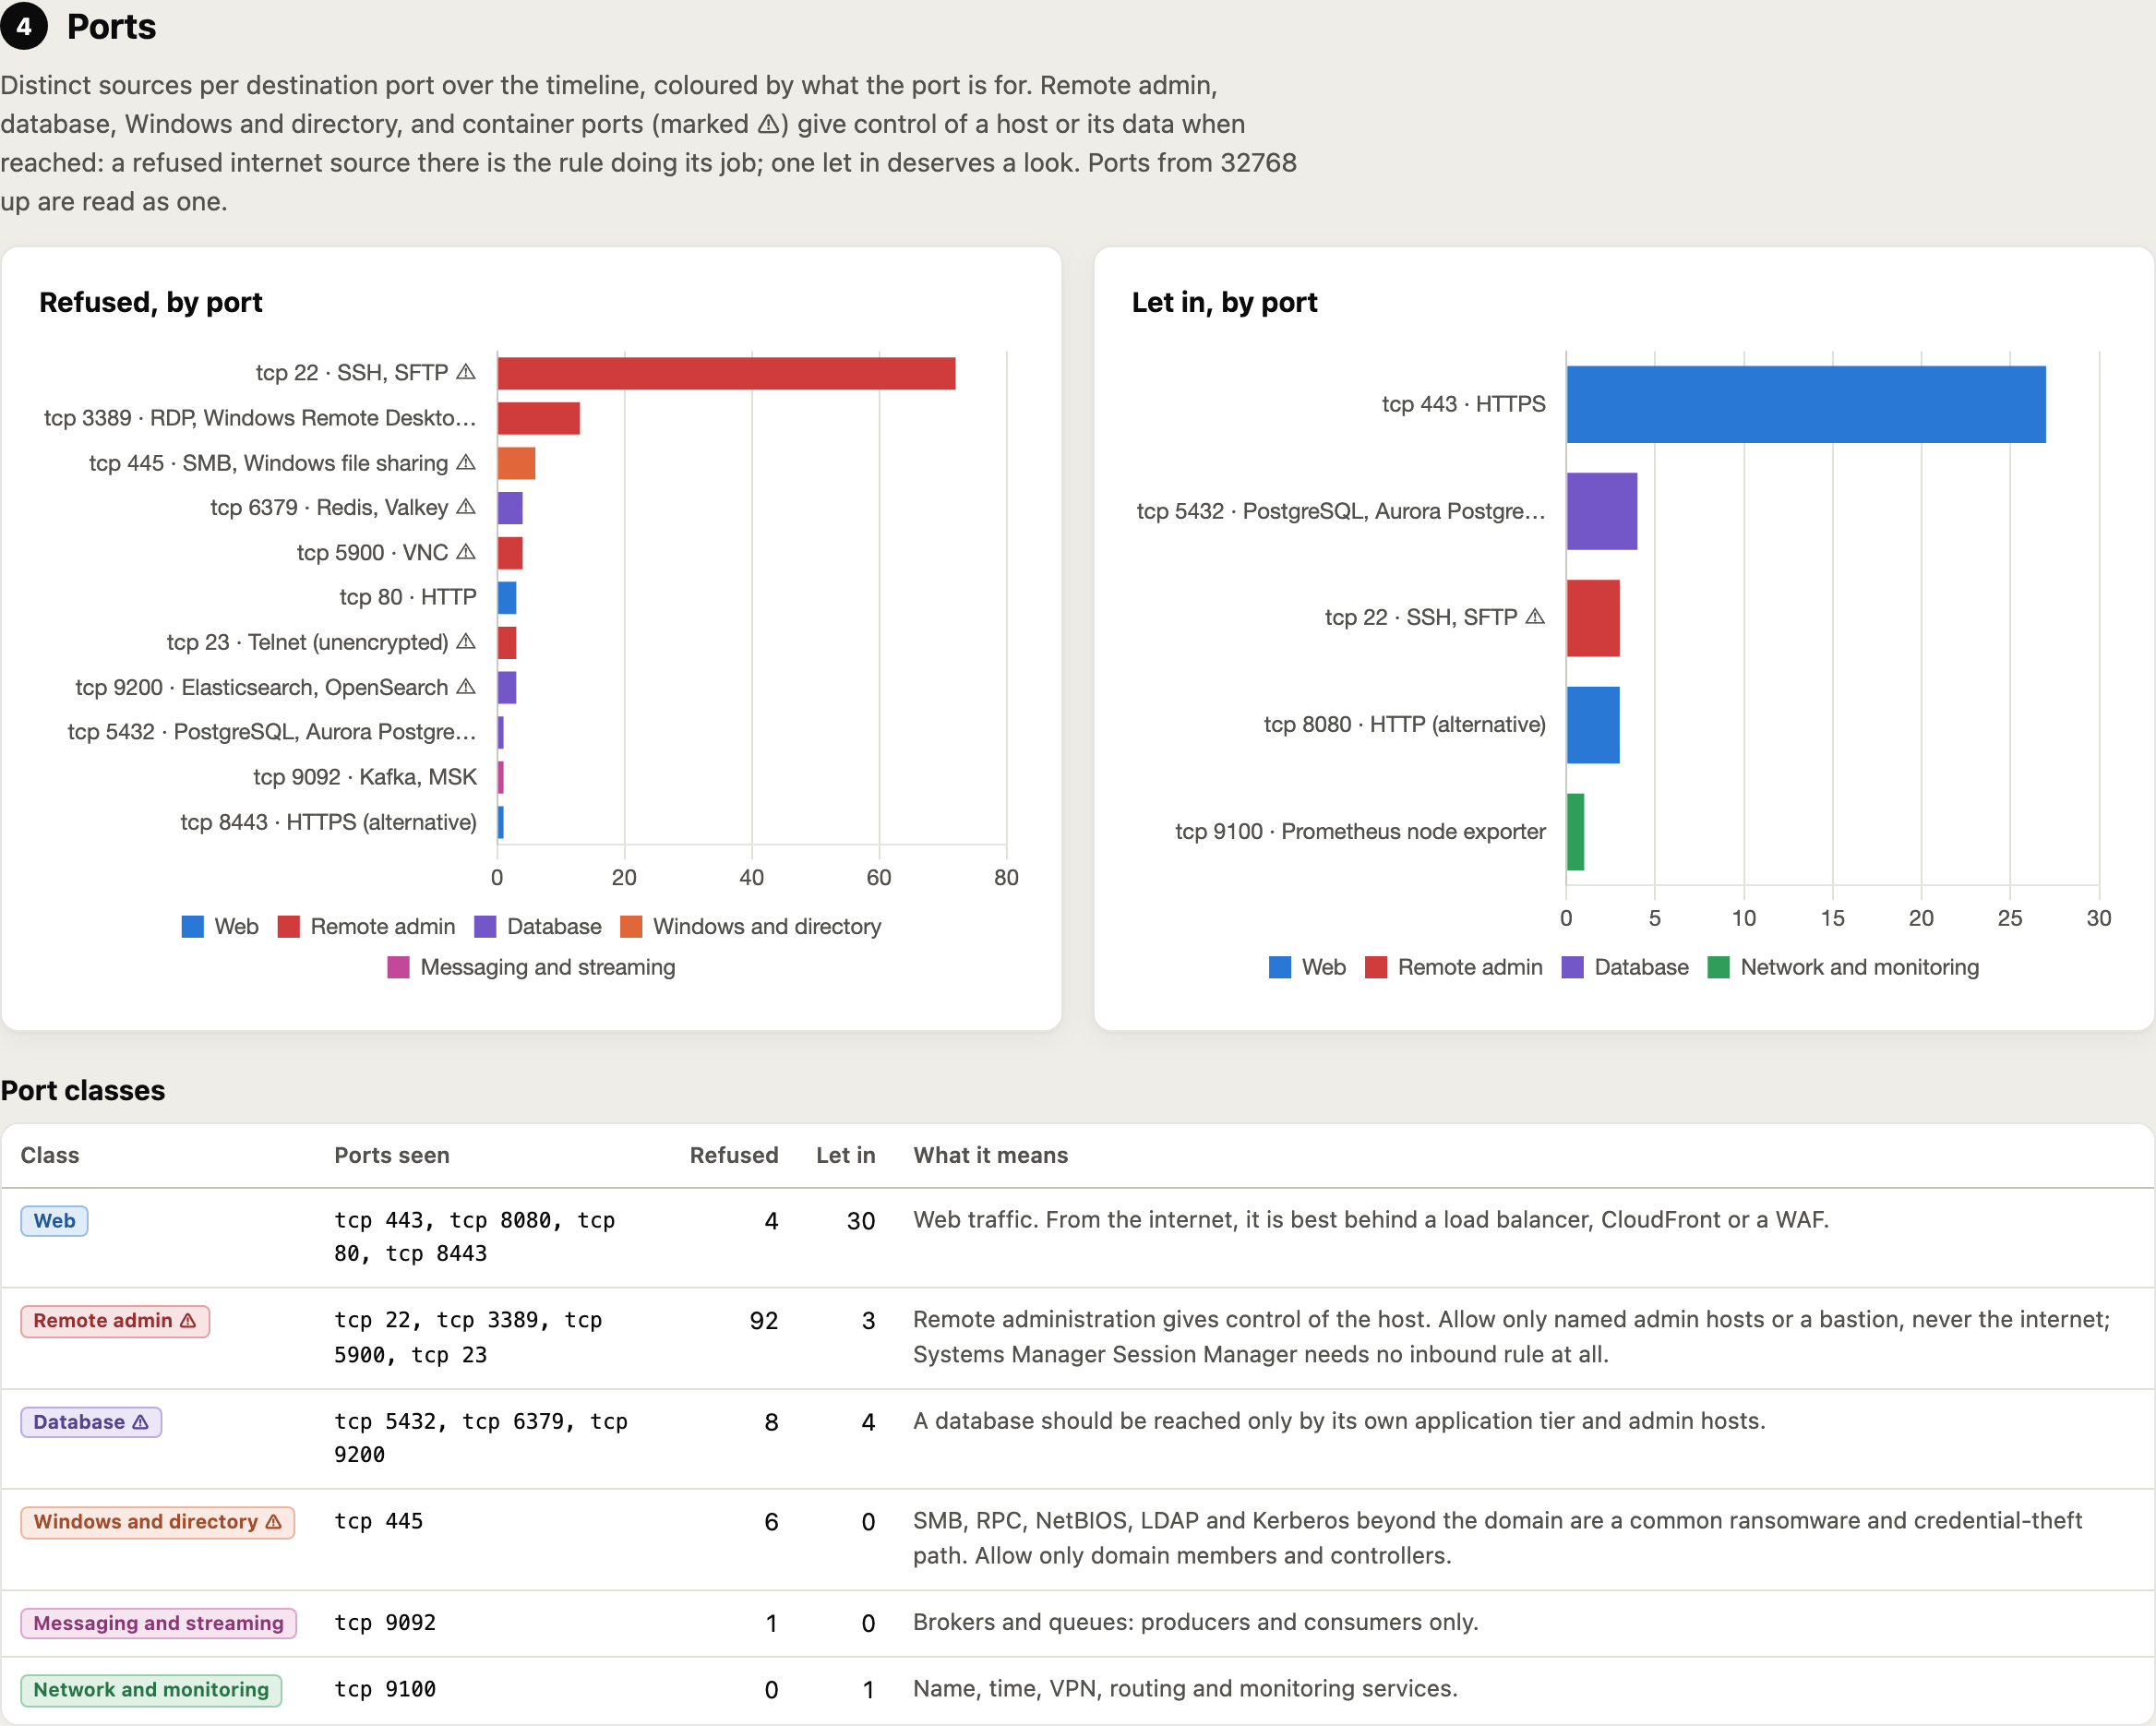 4 Ports
Distinct sources per destination port over the timeline, coloured by what the port is for. Remote admin,
database, Windows and directory, and container ports (marked ⚠) give control of a host or its data when
reached: a refused internet source there is the rule doing its job; one let in deserves a look. Ports from 32768
up are read as one.
Refused, by port
tcp 22 · SSH, SFTP ⚠
tcp 3389 · RDP, Windows Remote Deskto…
tcp 445 · SMB, Windows file sharing ⚠
tcp 6379 · Redis, Valkey ⚠
tcp 5900 · VNC ⚠
tcp 80 · HTTP
tcp 23 · Telnet (unencrypted) ⚠
tcp 9200 · Elasticsearch, OpenSearch ⚠
tcp 5432 · PostgreSQL, Aurora Postgre…
tcp 9092 · Kafka, MSK
tcp 8443 · HTTPS (alternative)
0 20 40 60 80
Web Remote admin Database Windows and directory
Messaging and streaming
Let in, by port
tcp 443 · HTTPS
tcp 5432 · PostgreSQL, Aurora Postgre…
tcp 22 · SSH, SFTP ⚠
tcp 8080 · HTTP (alternative)
tcp 9100 · Prometheus node exporter
0 5 10 15 20 25 30
Web Remote admin Database Network and monitoring
Port classes
Class Ports seen Refused Let in What it means
Web tcp 443, tcp 8080, tcp 4 30 Web traffic. From the internet, it is best behind a load balancer, CloudFront or a WAF.
80, tcp 8443
Remote admin ⚠ tcp 22, tcp 3389, tcp 92 3 Remote administration gives control of the host. Allow only named admin hosts or a bastion, never the internet;
5900, tcp 23 Systems Manager Session Manager needs no inbound rule at all.
Database ⚠ tcp 5432, tcp 6379, tcp 8 4 A database should be reached only by its own application tier and admin hosts.
9200
Windows and directory ⚠ tcp 445 6 0 SMB, RPC, NetBIOS, LDAP and Kerberos beyond the domain are a common ransomware and credential-theft
path. Allow only domain members and controllers.
Messaging and streaming tcp 9092 1 0 Brokers and queues: producers and consumers only.
Network and monitoring tcp 9100 0 1 Name, time, VPN, routing and monitoring services.